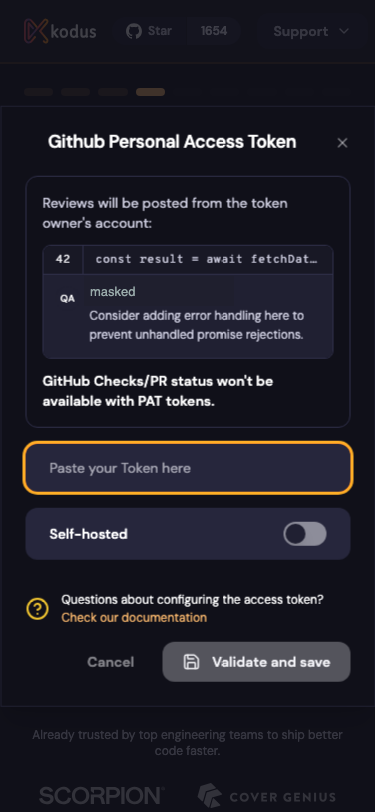 kodus
Star
1654
Support
Github Personal Access Token
Reviews will be posted from the token
owner's account:
42 const result = await fetchDat…
QA masked
Consider adding error handling here to
prevent unhandled promise rejections.
GitHub Checks/PR status won't be
available with PAT tokens.
Paste your Token here
Self-hosted
Questions about configuring the access token?
Check our documentation
Cancel
Validate and save
Already trusted by top engineering teams to ship better
code faster.
SCORPION
COVER GENIUS